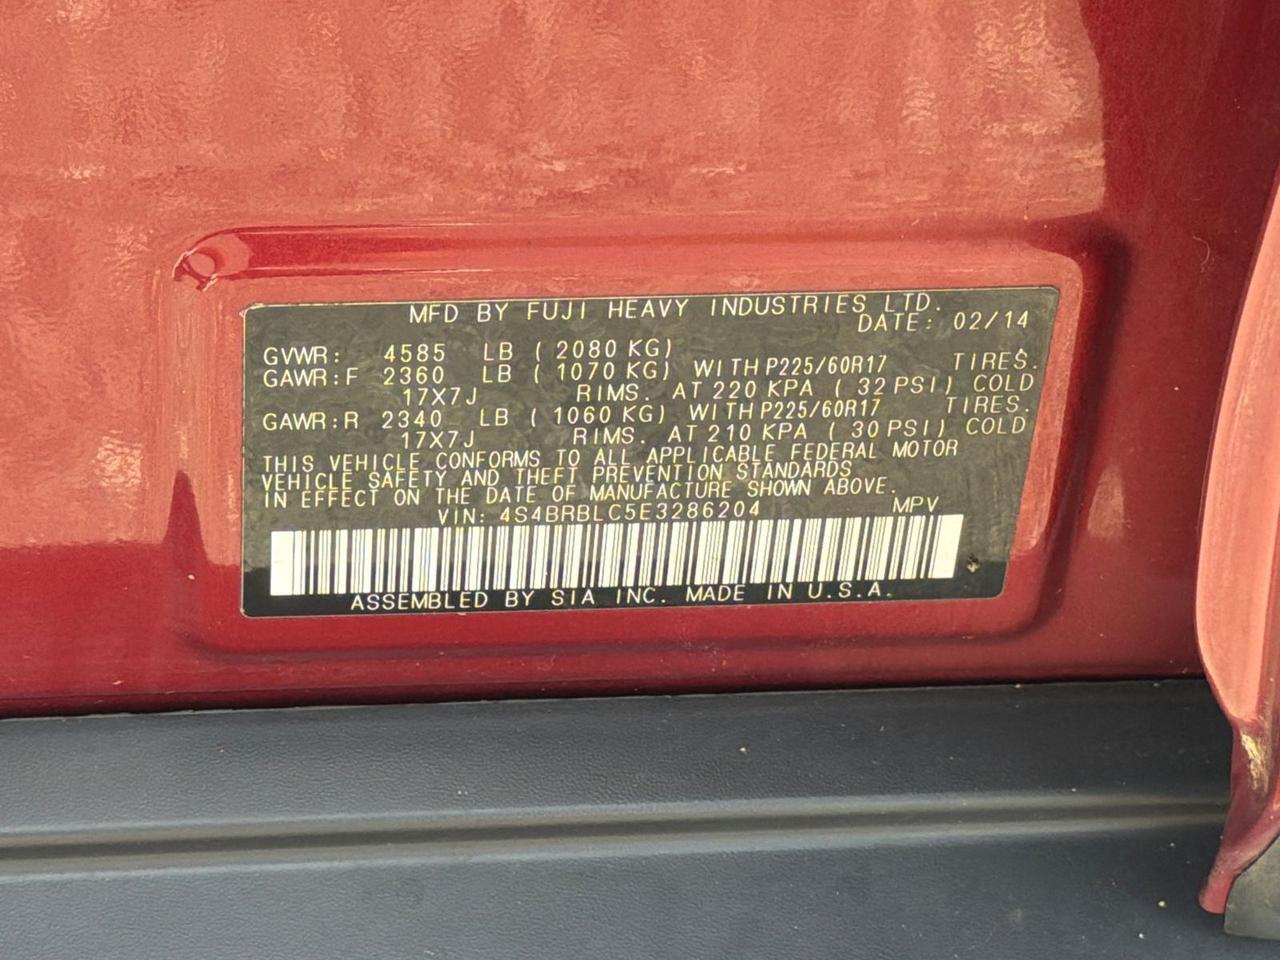 MFD BY FUJI HEAVY INDUSTRIES LTD.
DATE: 02/14
GVWR: 4585 LB ( 2080 KG)
GAWR:F 2360 LB ( 1070 KG) WITH P225/60R17 TIRES.
17X7J RIMS. AT 220 KPA ( 32 PSI) COLD
GAWR:R 2340 LB ( 1060 KG) WITH P225/60R17 TIRES.
17X7J RIMS. AT 210 KPA ( 30 PSI) COLD
THIS VEHICLE CONFORMS TO ALL APPLICABLE FEDERAL MOTOR
VEHICLE SAFETY AND THEFT PREVENTION STANDARDS
IN EFFECT ON THE DATE OF MANUFACTURE SHOWN ABOVE.
VIN: 4S4BRBLC5E3286204 MPV
ASSEMBLED BY SIA INC. MADE IN U.S.A.